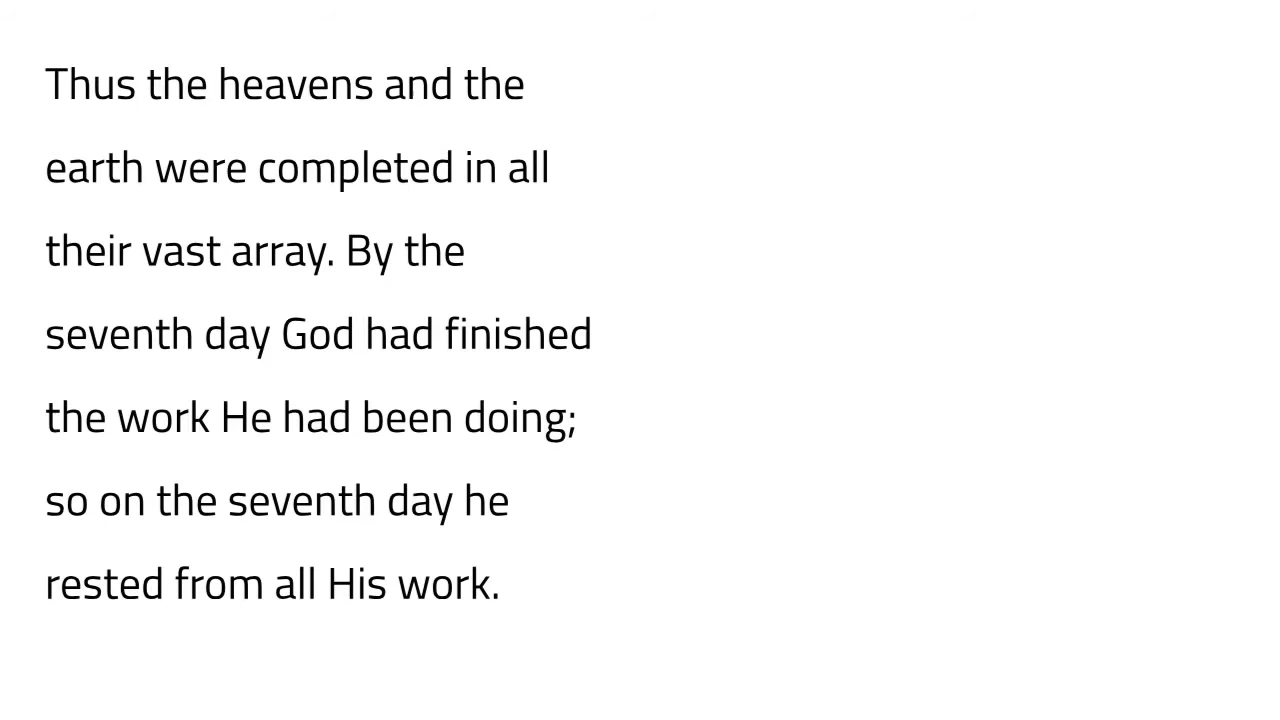 Thus the heavens and the
earth were completed in all
their vast array. By the
seventh day God had finished
the work He had been doing;
so on the seventh day he
rested from all His work.